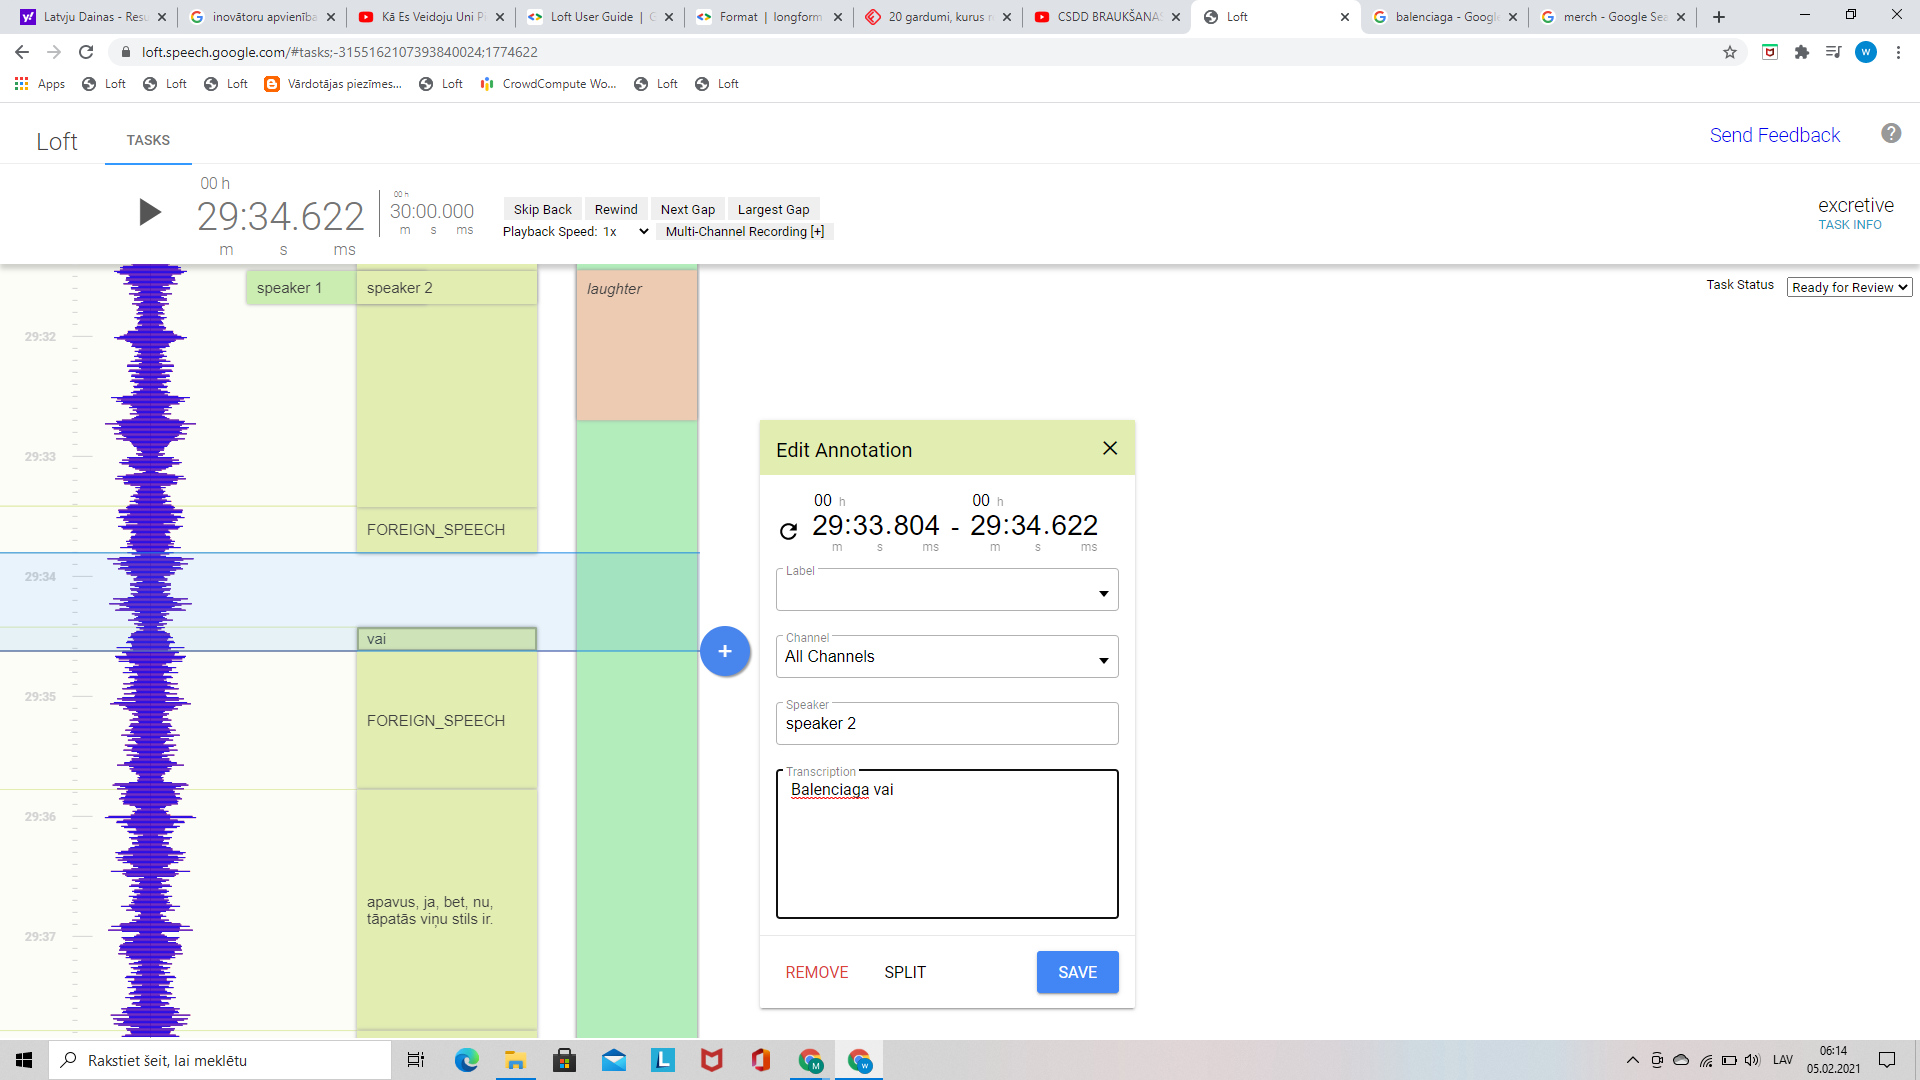 Latvju Dainas - Resu
inovātoru apvienība
Kā Es Veidoju Uni Pi
Loft User Guide | G
Format | longform
20 gardumi, kurus n
CSDD BRAUKŠANAS
Loft
balenciaga - Google
merch - Google Sea
loft.speech.google.com/#tasks;-3155162107393840024;1774622
w
Apps
Loft
Loft
Loft
Vārdotājas piezīmes...
Loft
CrowdCompute Wo...
Loft
Loft
Loft
TASKS
Send Feedback
00 h
29:34.622
m s ms
00 h
30:00.000
m s ms
Skip Back
Rewind
Next Gap
Largest Gap
Playback Speed: 1x
Multi-Channel Recording [+]
excretive
TASK INFO
speaker 1
speaker 2
laughter
Task Status
Ready for Review
29:32
29:33
FOREIGN_SPEECH
29:34
vai
29:35
FOREIGN_SPEECH
29:36
apavus, ja, bet, nu,
tāpatās viņu stils ir.
29:37
Edit Annotation
00 h
29:33.804
m s ms
-
00 h
29:34.622
m s ms
Label
Channel
All Channels
Speaker
speaker 2
Transcription
Balenciaga vai
REMOVE
SPLIT
SAVE
Rakstiet šeit, lai meklētu
LAV
06:14
05.02.2021